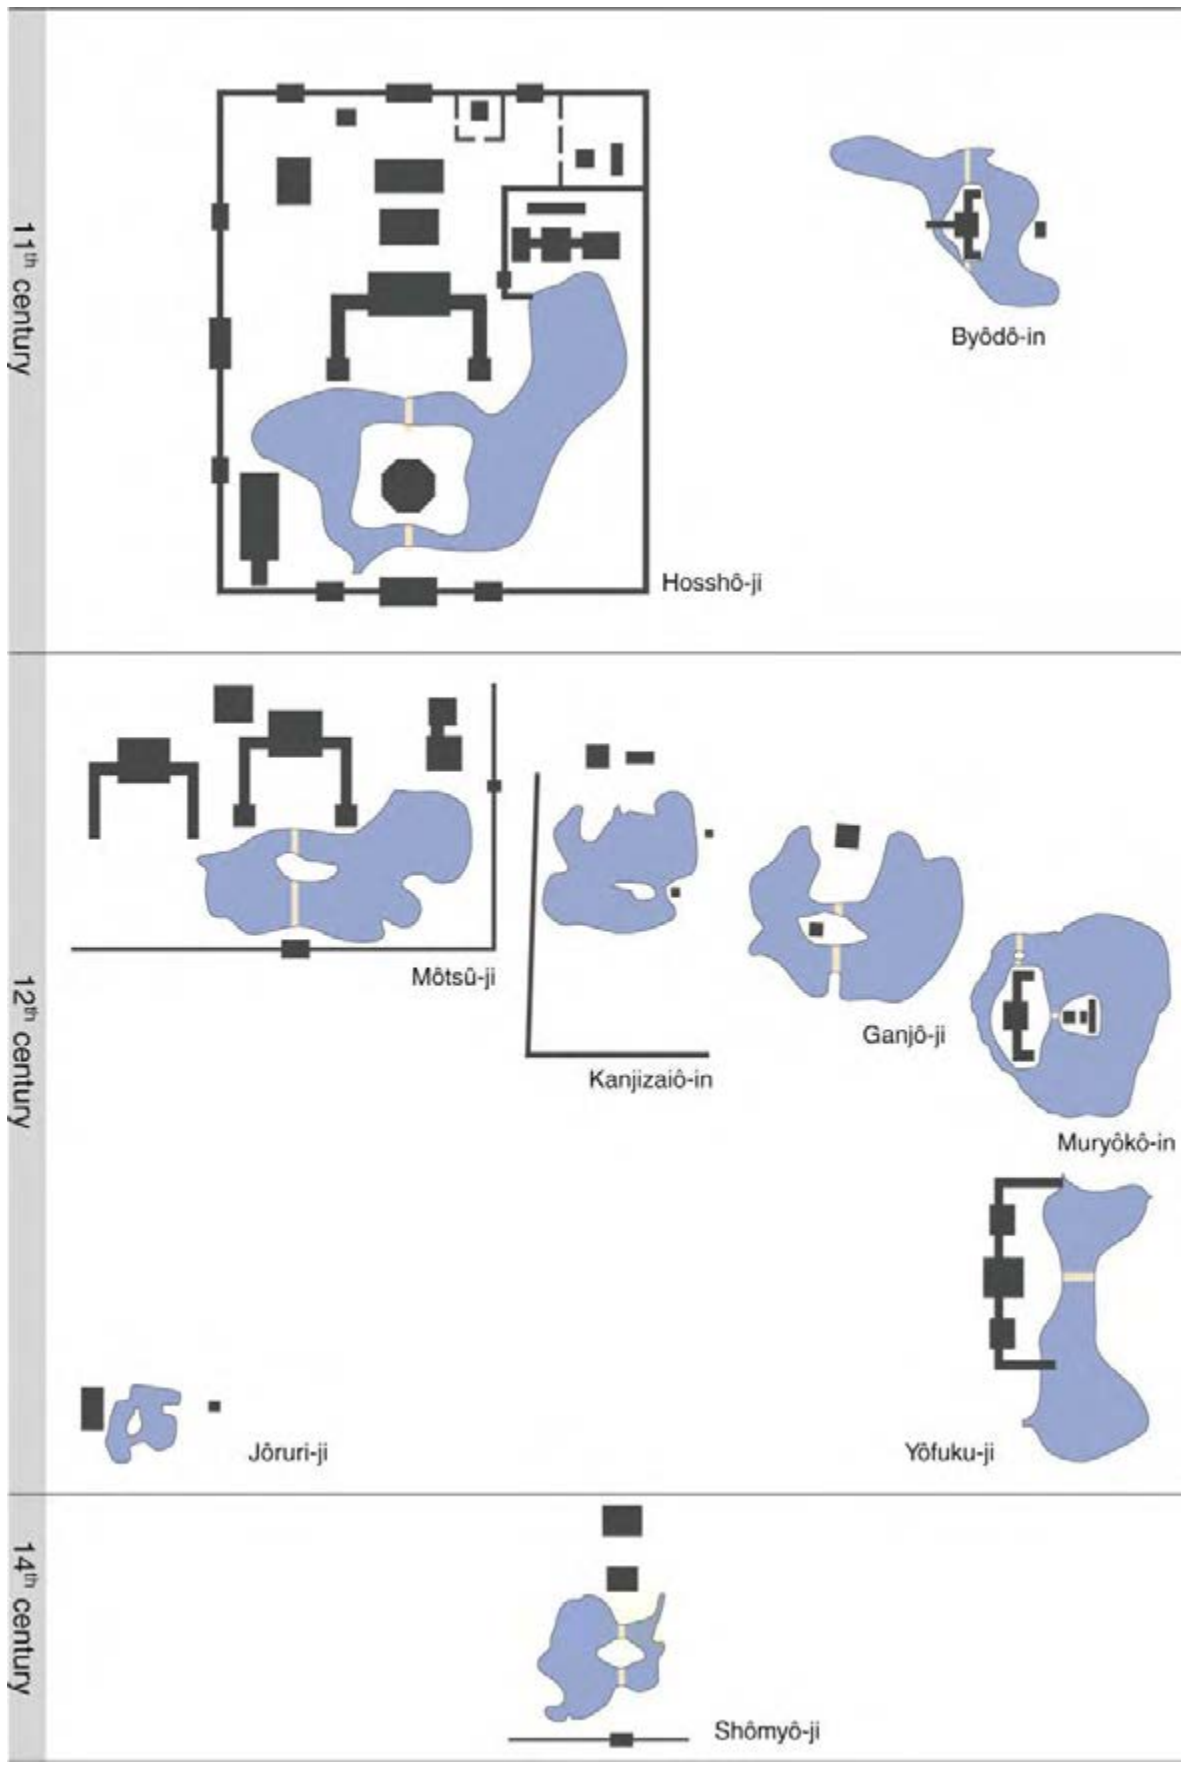 11th century
Byôdô-in
Hosshô-ji
12th century
Môtsû-ji
Ganjô-ji
Kanjizaiô-in
Muryôkô-in
Jôruri-ji
Yôfuku-ji
14th century
Shômyô-ji